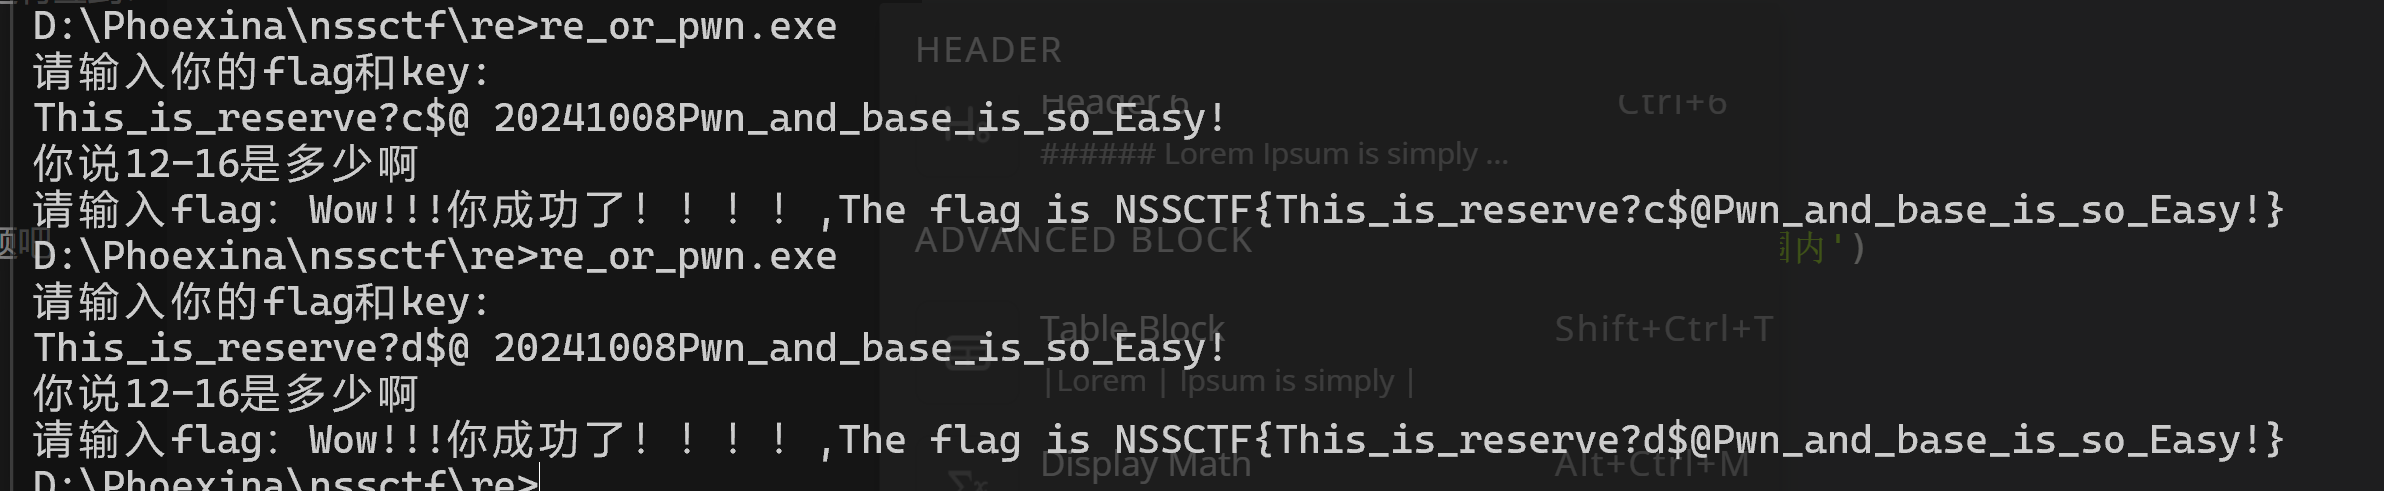 D:\Phoexina\nssctf\re>re_or_pwn.exe
HEADER
请输入你的flag和key:
Header 6 Ctrl+6
This_is_reserve?c$@ 20241008Pwn_and_base_is_so_Easy!
###### Lorem Ipsum is simply ...
你说12-16是多少啊
请输入flag: Wow!!!你成功了！！！！,The flag is NSSCTF{This_is_reserve?c$@Pwn_and_base_is_so_Easy!}
ADVANCED BLOCK
内')
D:\Phoexina\nssctf\re>re_or_pwn.exe
请输入你的flag和key:
Table Block Shift+Ctrl+T
This_is_reserve?d$@ 20241008Pwn_and_base_is_so_Easy!
|Lorem | Ipsum is simply |
你说12-16是多少啊
请输入flag: Wow!!!你成功了！！！！,The flag is NSSCTF{This_is_reserve?d$@Pwn_and_base_is_so_Easy!}
Display Math Alt+Ctrl+M
D:\Phoexina\nssctf\re>